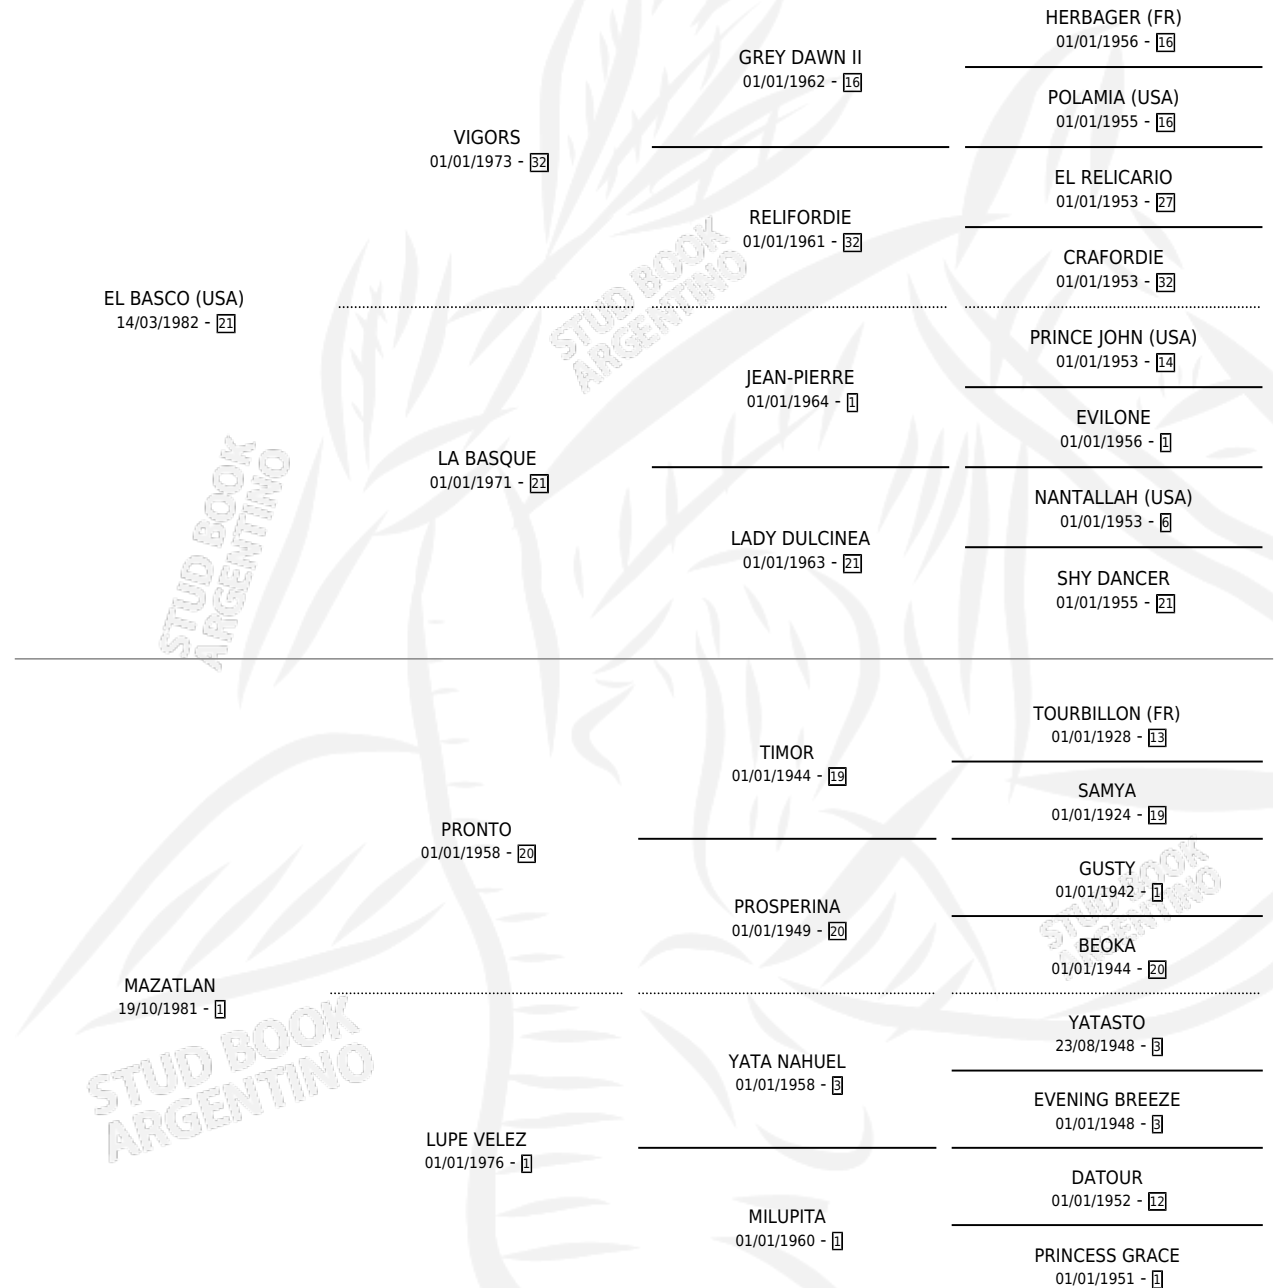 HERBAGER (FR)
01/01/1956 - 16
GREY DAWN II
01/01/1962 - 16
POLAMIA (USA)
01/01/1955 - 16
VIGORS
01/01/1973 - 32
EL RELICARIO
01/01/1953 - 27
RELIFORDIE
01/01/1961 - 32
CRAFORDIE
01/01/1953 - 32
EL BASCO (USA)
14/03/1982 - 21
STUD BOOK
ARGENTINO
PRINCE JOHN (USA)
01/01/1953 - 14
JEAN-PIERRE
01/01/1964 - 1
EVILONE
01/01/1956 - 1
LA BASQUE
01/01/1971 - 21
NANTALLAH (USA)
01/01/1953 - 6
LADY DULCINEA
01/01/1963 - 21
SHY DANCER
01/01/1955 - 21
STUD BOOK
ARGENTINO
TOURBILLON (FR)
01/01/1928 - 13
TIMOR
01/01/1944 - 19
SAMYA
01/01/1924 - 19
PRONTO
01/01/1958 - 20
GUSTY
01/01/1942 - 1
PROSPERINA
01/01/1949 - 20
BEOKA
01/01/1944 - 20
STUD BOOK
ARGENTINO
MAZATLAN
19/10/1981 - 1
YATASTO
23/08/1948 - 3
YATA NAHUEL
01/01/1958 - 3
EVENING BREEZE
01/01/1948 - 3
STUD BOOK
ARGENTINO
LUPE VELEZ
01/01/1976 - 1
DATOUR
01/01/1952 - 12
MILUPITA
01/01/1960 - 1
PRINCESS GRACE
01/01/1951 - 1